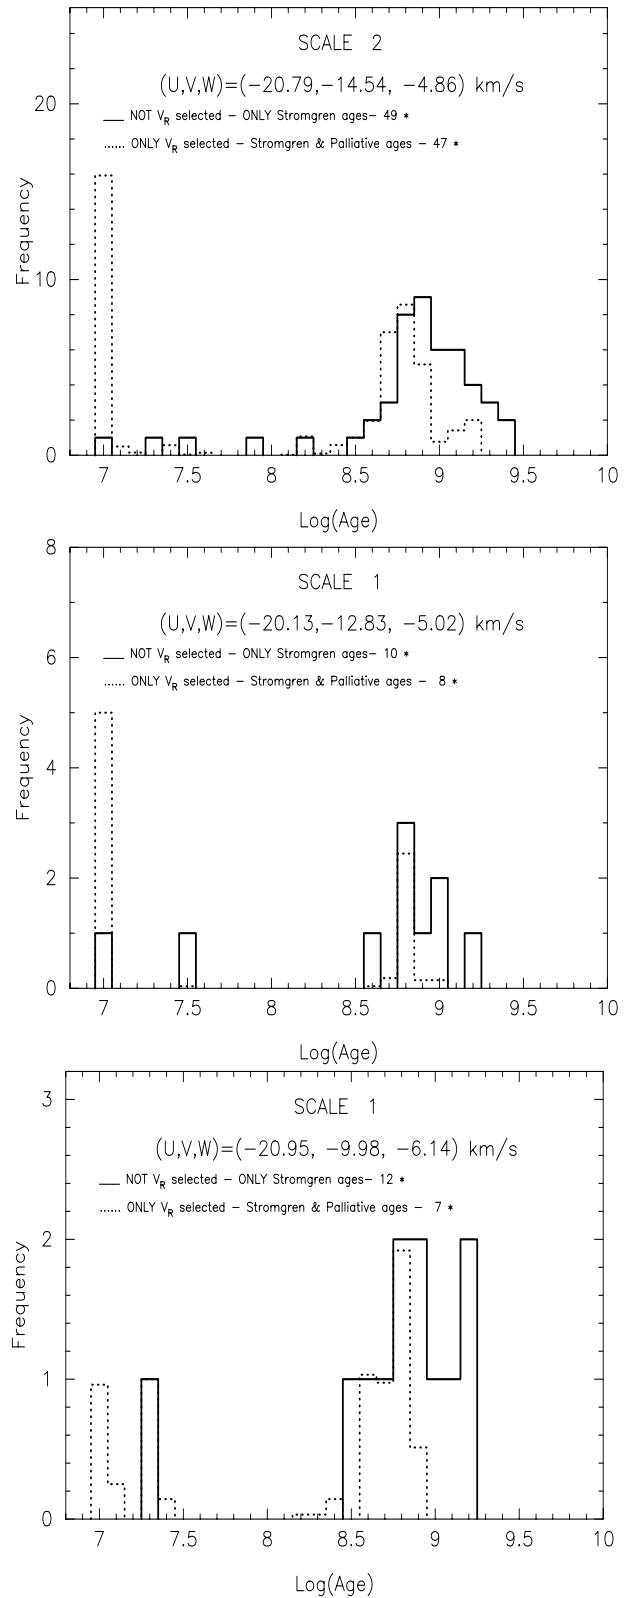 SCALE 2
(U,V,W)=(−20.79,−14.54, −4.86) km/s
NOT V_R selected − ONLY Stromgren ages− 49 *
ONLY V_R selected − Stromgren & Palliative ages − 47 *
Frequency
20
10
0
7 7.5 8 8.5 9 9.5 10
Log(Age)
SCALE 1
(U,V,W)=(−20.13,−12.83, −5.02) km/s
NOT V_R selected − ONLY Stromgren ages− 10 *
ONLY V_R selected − Stromgren & Palliative ages − 8 *
Frequency
8
6
4
2
0
7 7.5 8 8.5 9 9.5 10
Log(Age)
SCALE 1
(U,V,W)=(−20.95, −9.98, −6.14) km/s
NOT V_R selected − ONLY Stromgren ages− 12 *
ONLY V_R selected − Stromgren & Palliative ages − 7 *
Frequency
3
2
1
0
7 7.5 8 8.5 9 9.5 10
Log(Age)